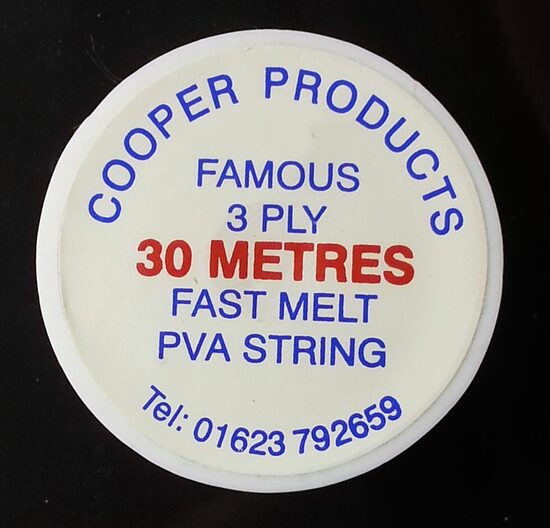 COOPER PRODUCTS
FAMOUS
3 PLY
30 METRES
FAST MELT
PVA STRING
Tel: 01623 792659